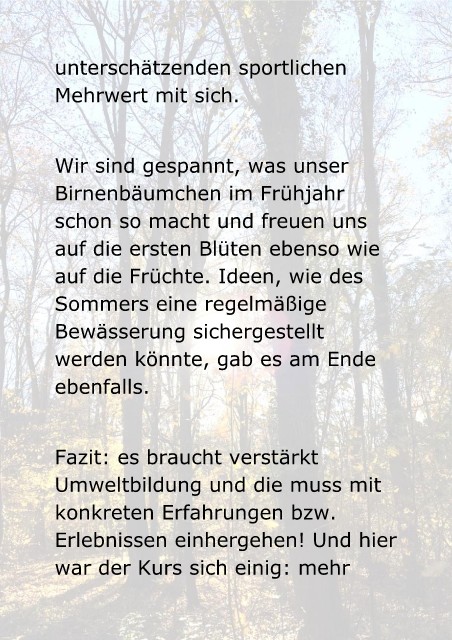 unterschätzenden sportlichen
Mehrwert mit sich.
Wir sind gespannt, was unser
Birnenbäumchen im Frühjahr
schon so macht und freuen uns
auf die ersten Blüten ebenso wie
auf die Früchte. Ideen, wie des
Sommers eine regelmäßige
Bewässerung sichergestellt
werden könnte, gab es am Ende
ebenfalls.
Fazit: es braucht verstärkt
Umweltbildung und die muss mit
konkreten Erfahrungen bzw.
Erlebnissen einhergehen! Und hier
war der Kurs sich einig: mehr